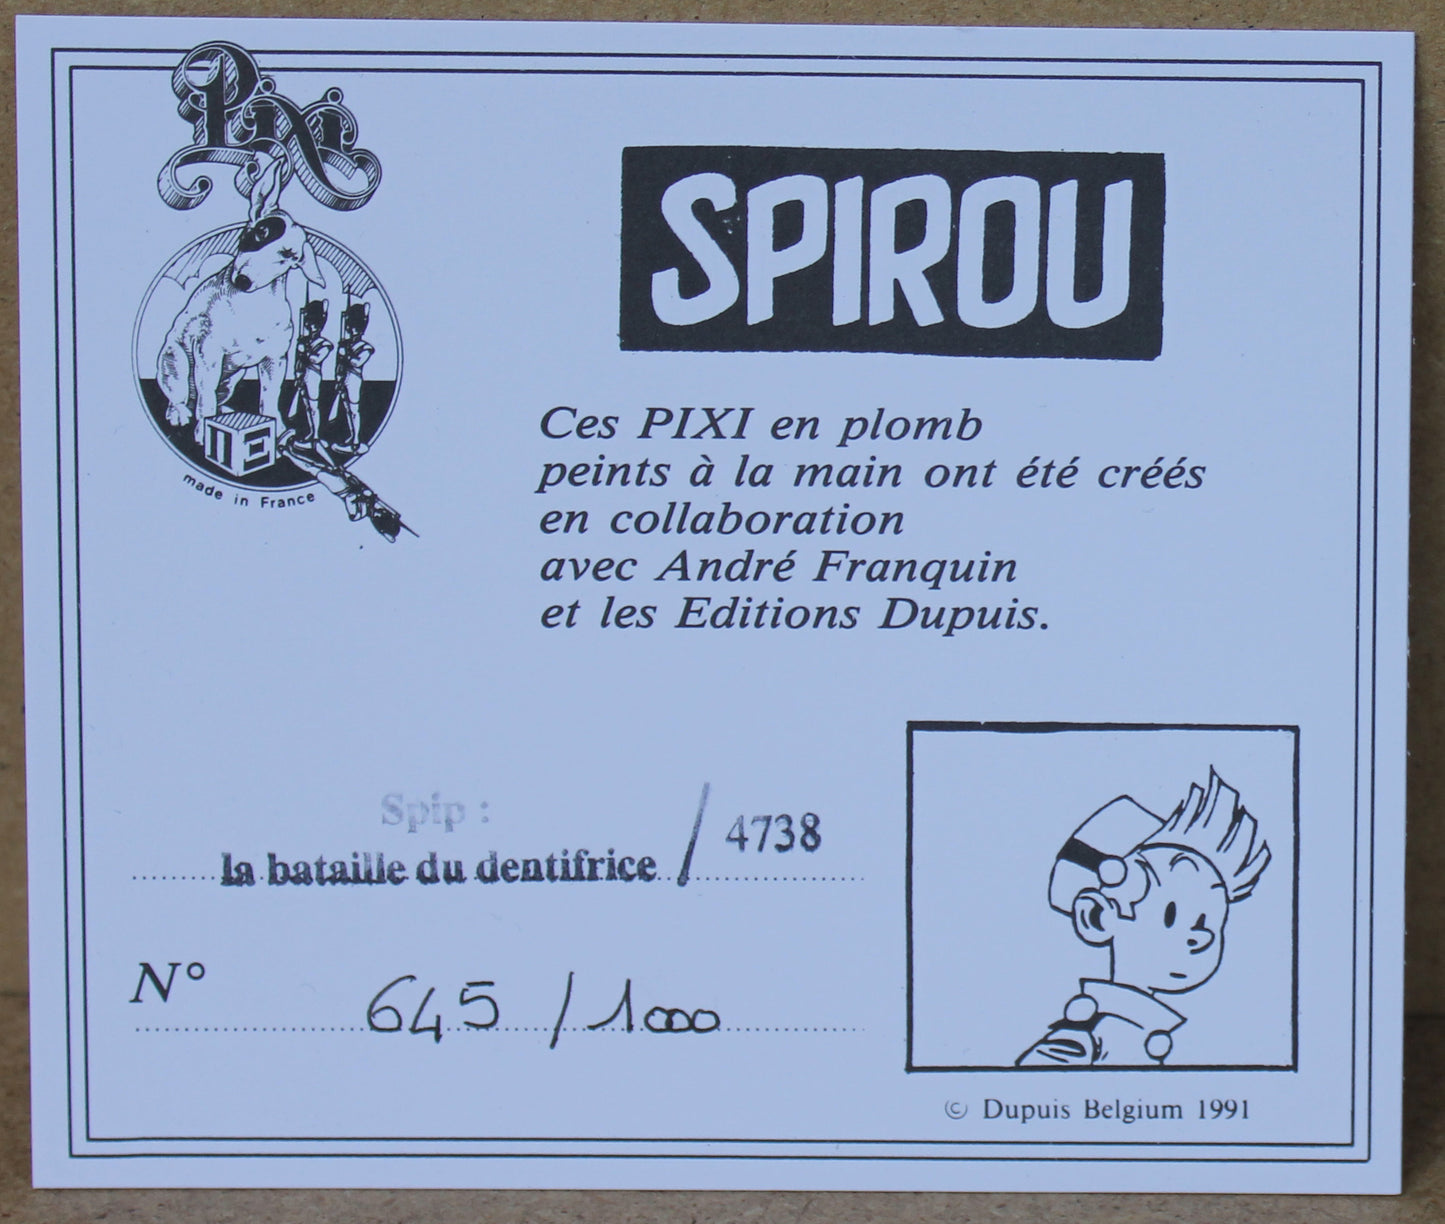 Pixi
made in France
SPIROU
Ces PIXI en plomb
peints à la main ont été créés
en collaboration
avec André Franquin
et les Editions Dupuis.
Spip :
la bataille du dentifrice / 4738
N° 645 / 1000
© Dupuis Belgium 1991